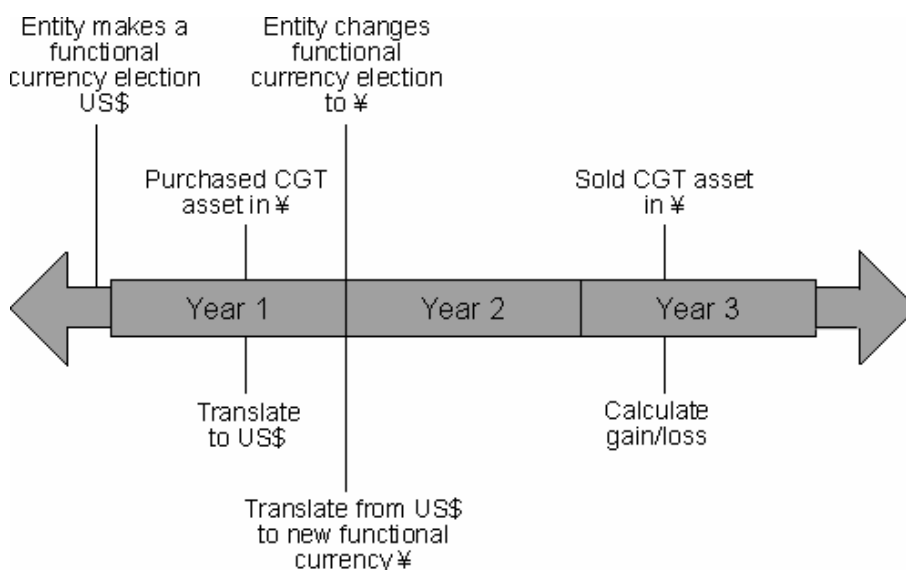 Entity makes a
functional
currency election
US$
Entity changes
functional
currency election
to ¥
Purchased CGT
asset in ¥
Sold CGT asset
in ¥
Year 1
Year 2
Year 3
Translate
to US$
Calculate
gain/loss
Translate from US$
to new functional
currency ¥